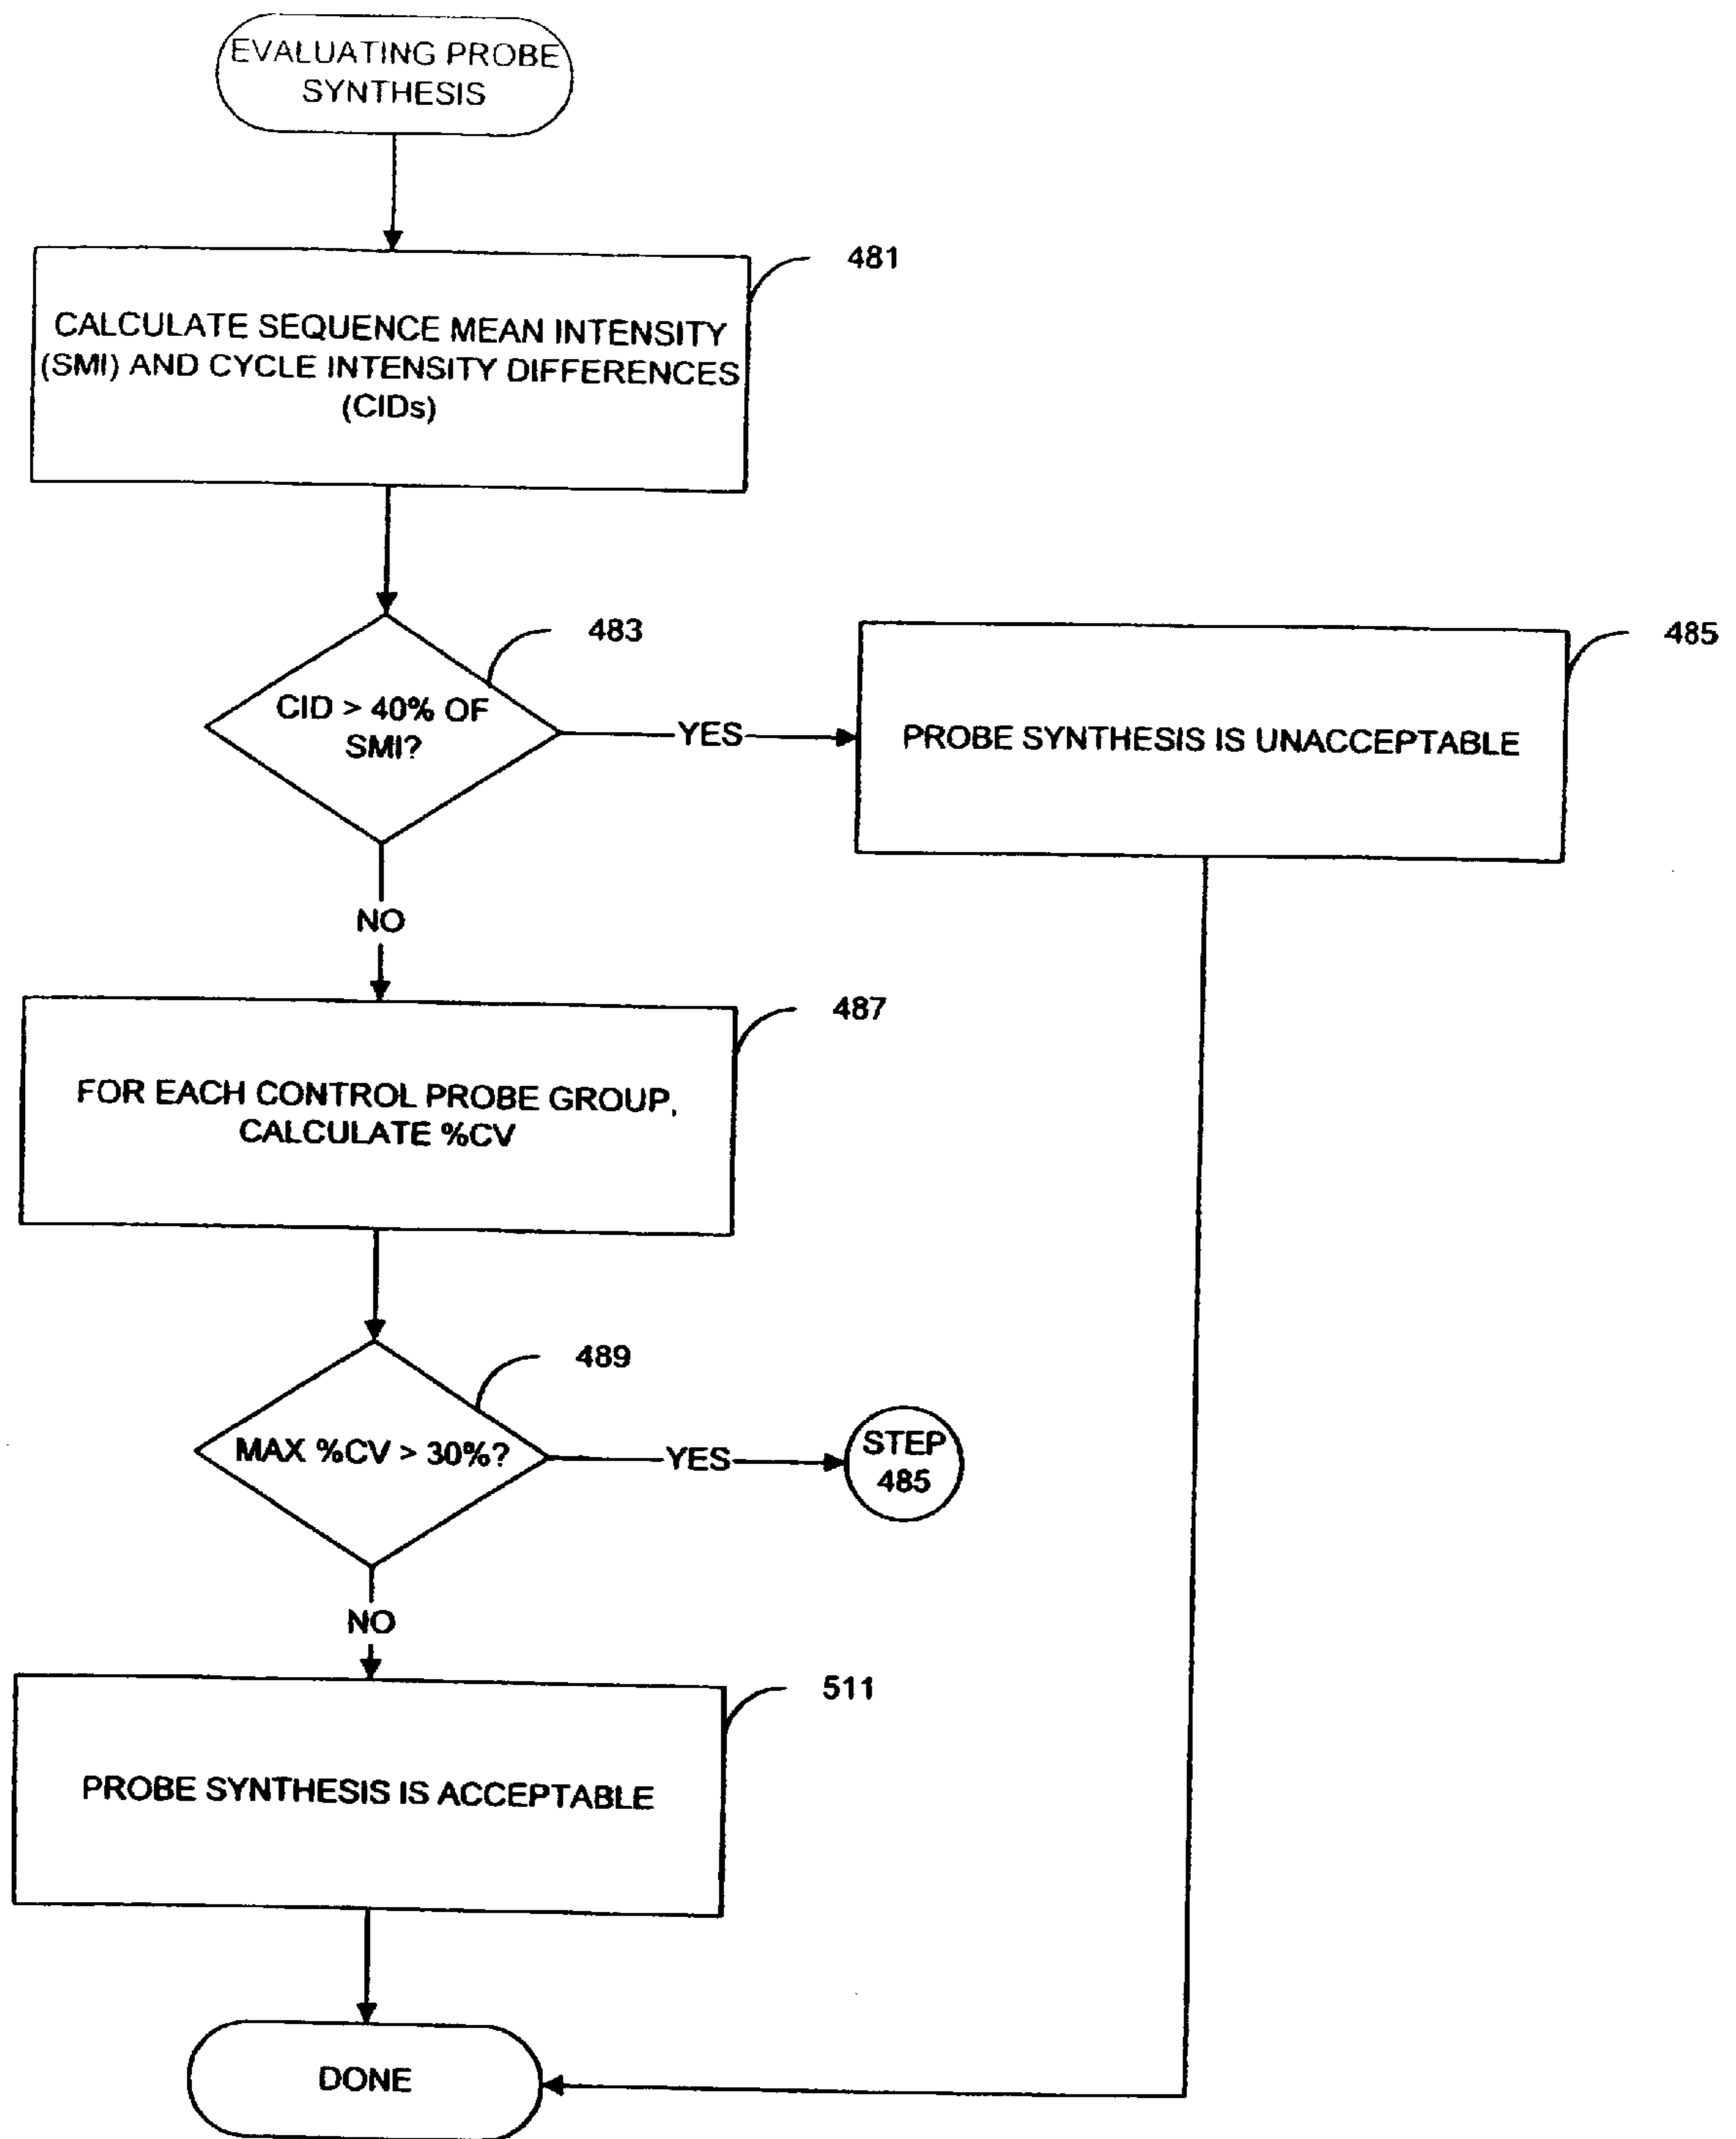 EVALUATING PROBE
SYNTHESIS
481
CALCULATE SEQUENCE MEAN INTENSITY
(SMI) AND CYCLE INTENSITY DIFFERENCES
(CIDs)
483
CID > 40% OF
SMI?
YES
485
PROBE SYNTHESIS IS UNACCEPTABLE
NO
487
FOR EACH CONTROL PROBE GROUP,
CALCULATE %CV
489
MAX %CV > 30%?
YES
STEP
485
NO
511
PROBE SYNTHESIS IS ACCEPTABLE
DONE